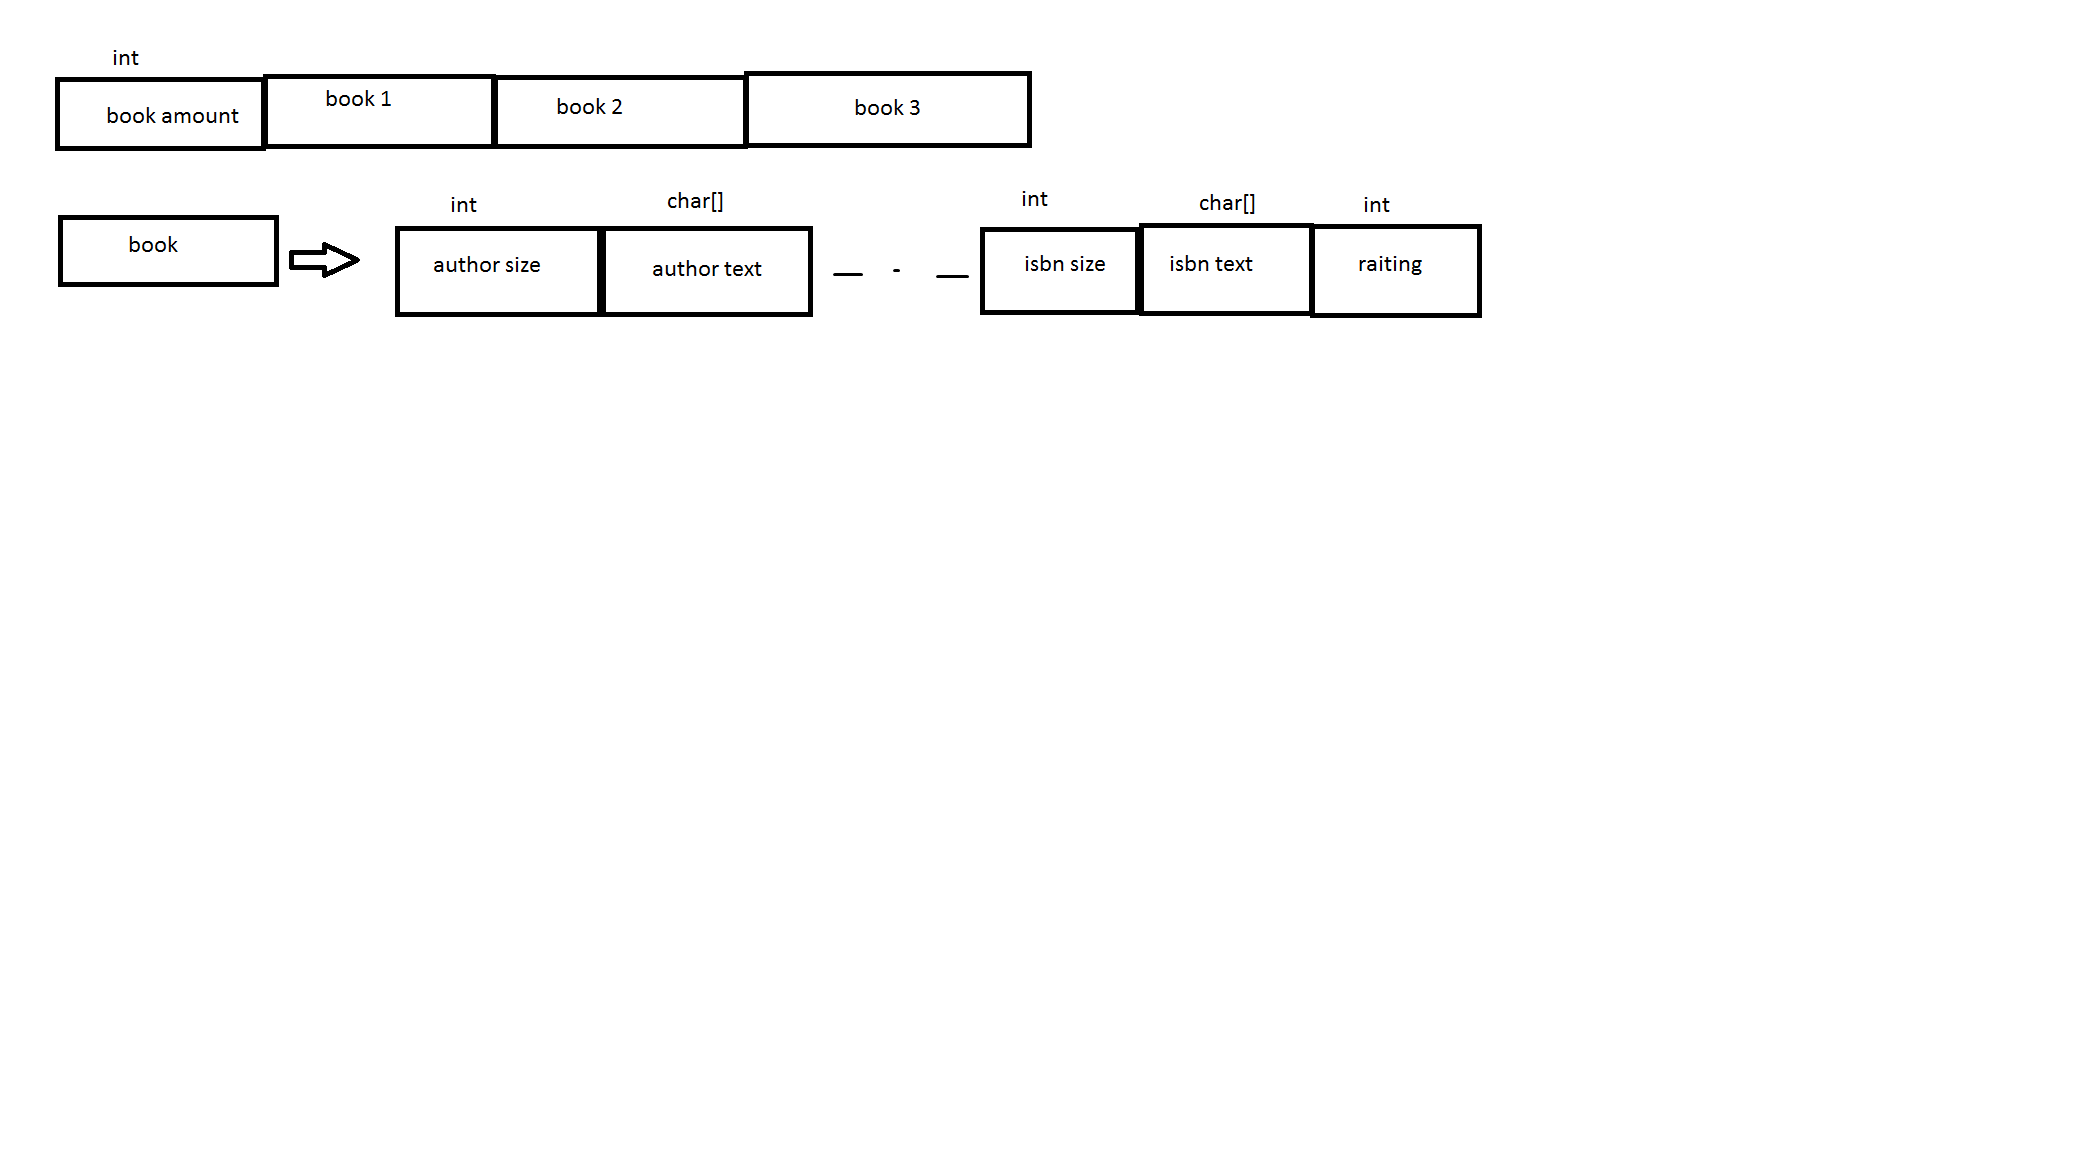 int
book amount
book 1
book 2
book 3
book
int
char[]
int
char[]
int
author size
author text
isbn size
isbn text
raiting